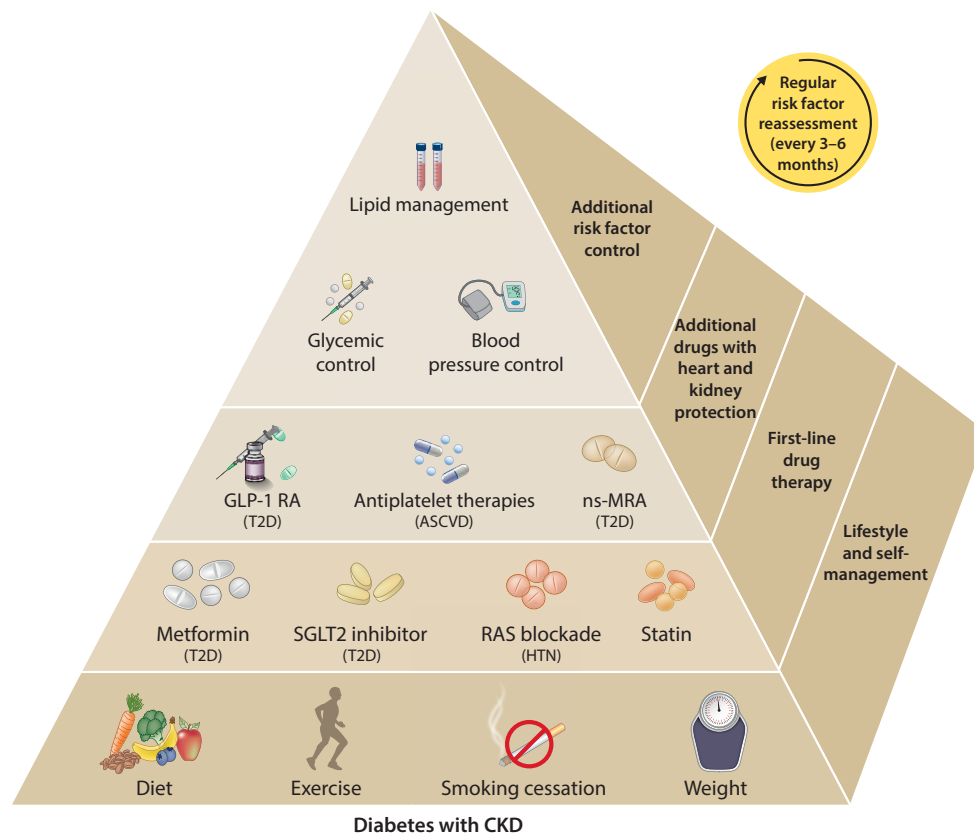 Regular
risk factor
reassessment
(every 3–6
months)
Lipid management
Additional
risk factor
control
Glycemic
control
Blood
pressure control
Additional
drugs with
heart and
kidney
protection
GLP-1 RA
(T2D)
Antiplatelet therapies
(ASCVD)
ns-MRA
(T2D)
First-line
drug
therapy
Metformin
(T2D)
SGLT2 inhibitor
(T2D)
RAS blockade
(HTN)
Statin
Lifestyle
and self-
management
Diet
Exercise
Smoking cessation
Weight
Diabetes with CKD